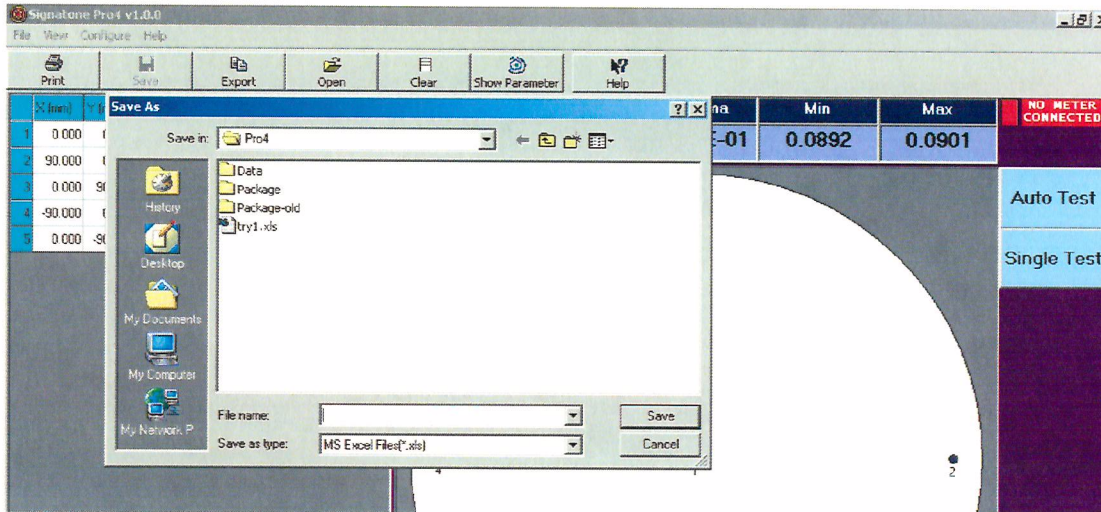 Signatone Pro4 v1.0.0
File View Configure Help
Print Save Export Open Clear Show Parameter Help
X (mm)
1 0.000
2 90.000
3 0.000
4 -90.000
5 0.000
Save As
Save in: Pro4
History
Desktop
My Documents
My Computer
My Network P
Data
Package
Package-old
try1.xls
File name:
Save as type: MS Excel Files(*.xls)
Save
Cancel
Min Max
-01 0.0892 0.0901
NO METER
CONNECTED
Auto Test
Single Test
4 2